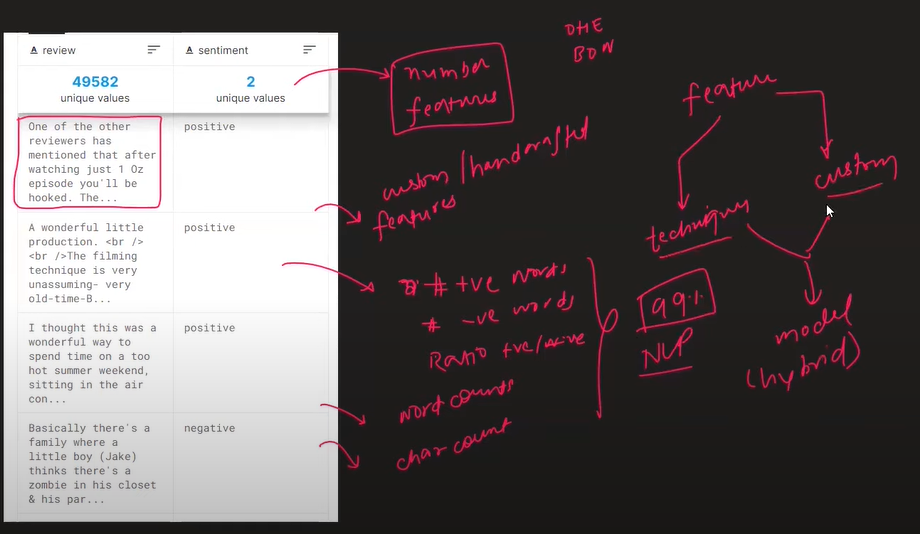 review
sentiment
49582
unique values
2
unique values
One of the other
reviewers has
mentioned that after
watching just 1 Oz
episode you'll be
hooked. The...
positive
A wonderful little
production. <br />
<br />The filming
technique is very
unassuming- very
old-time-B...
positive
I thought this was a
wonderful way to
spend time on a too
hot summer weekend,
sitting in the air
con...
positive
Basically there's a
family where a
little boy (Jake)
thinks there's a
zombie in his closet
& his par...
negative
number
features
OHE
BOW
custom/handcrafted
features
# +ve words
# -ve words
Ratio +ve/-ve
word counts
char count
99%
NLP
feature
techniques
custom
model
(hybrid)